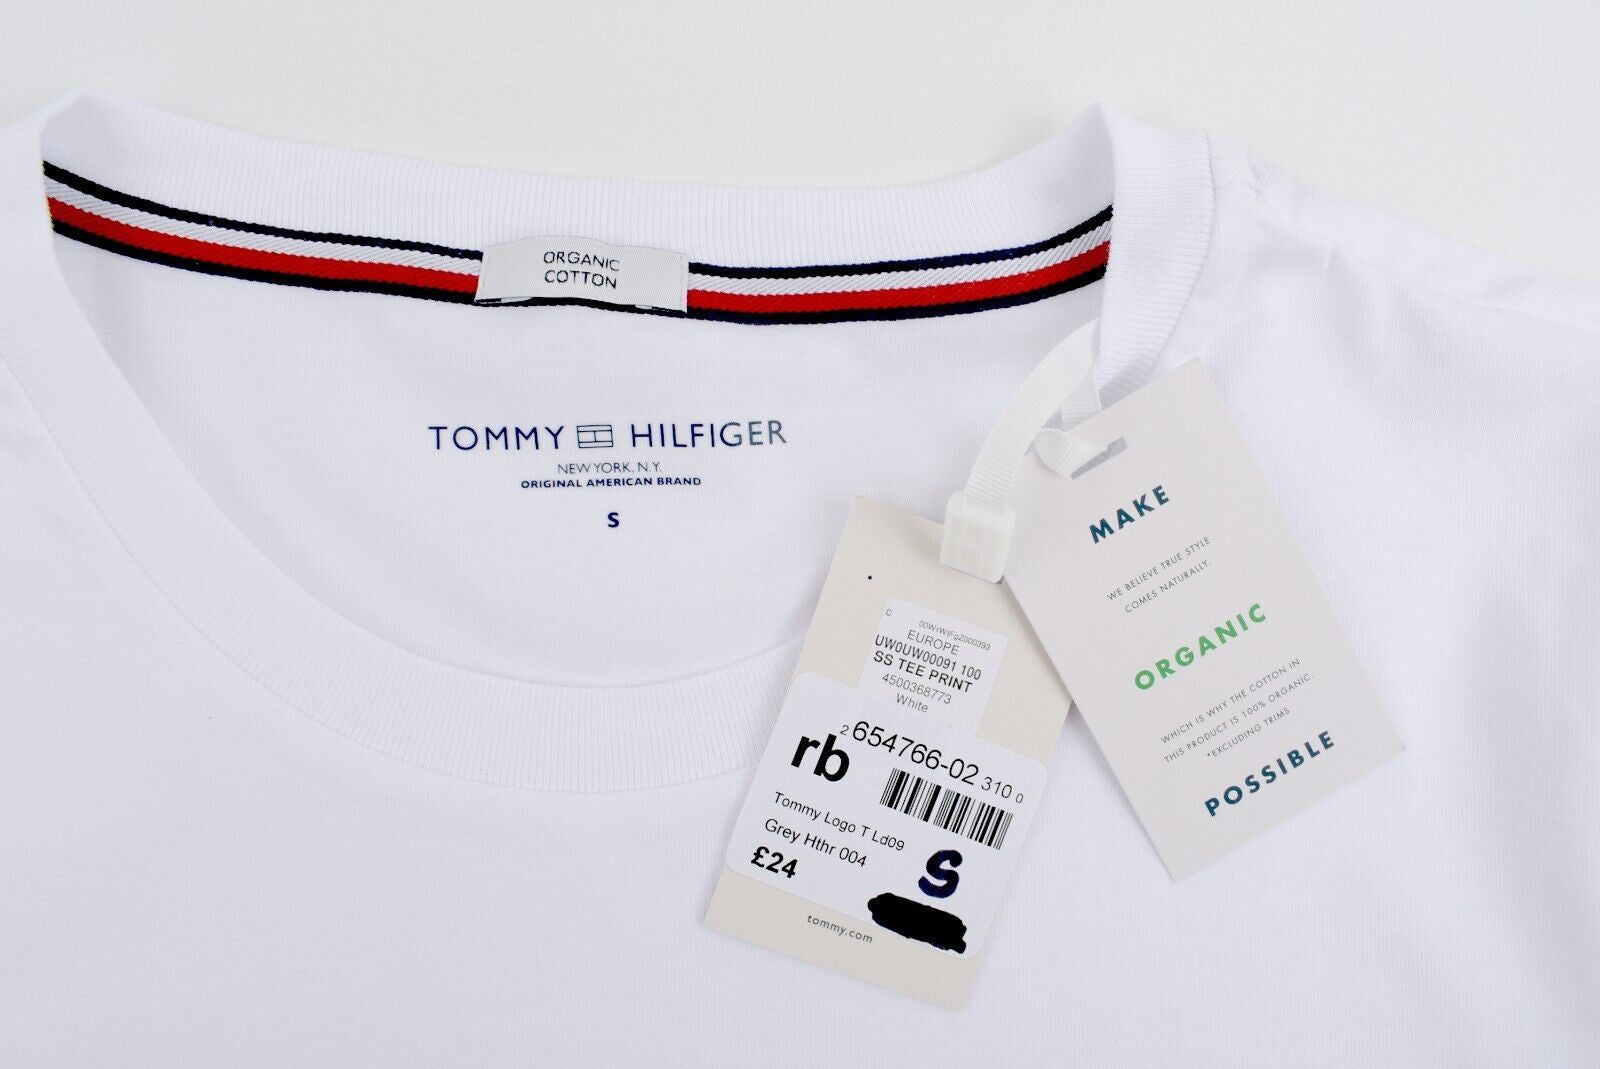 ORGANIC
COTTON
TOMMY HILFIGER
NEW YORK, N.Y.
ORIGINAL AMERICAN BRAND
S
MAKE
WE BELIEVE TRUE STYLE
COMES NATURALLY.
ORGANIC
WHICH IS WHY THE COTTON IN
THIS PRODUCT IS 100% ORGANIC.
*EXCLUDING TRIMS
POSSIBLE
C
00WrWtFgZ000393
EUROPE
UW0UW00091 100
SS TEE PRINT
4500368773
White
rb 2 654766-02 310 0
Tommy Logo T Ld09
Grey Hthr 004
£24
S
tommy.com